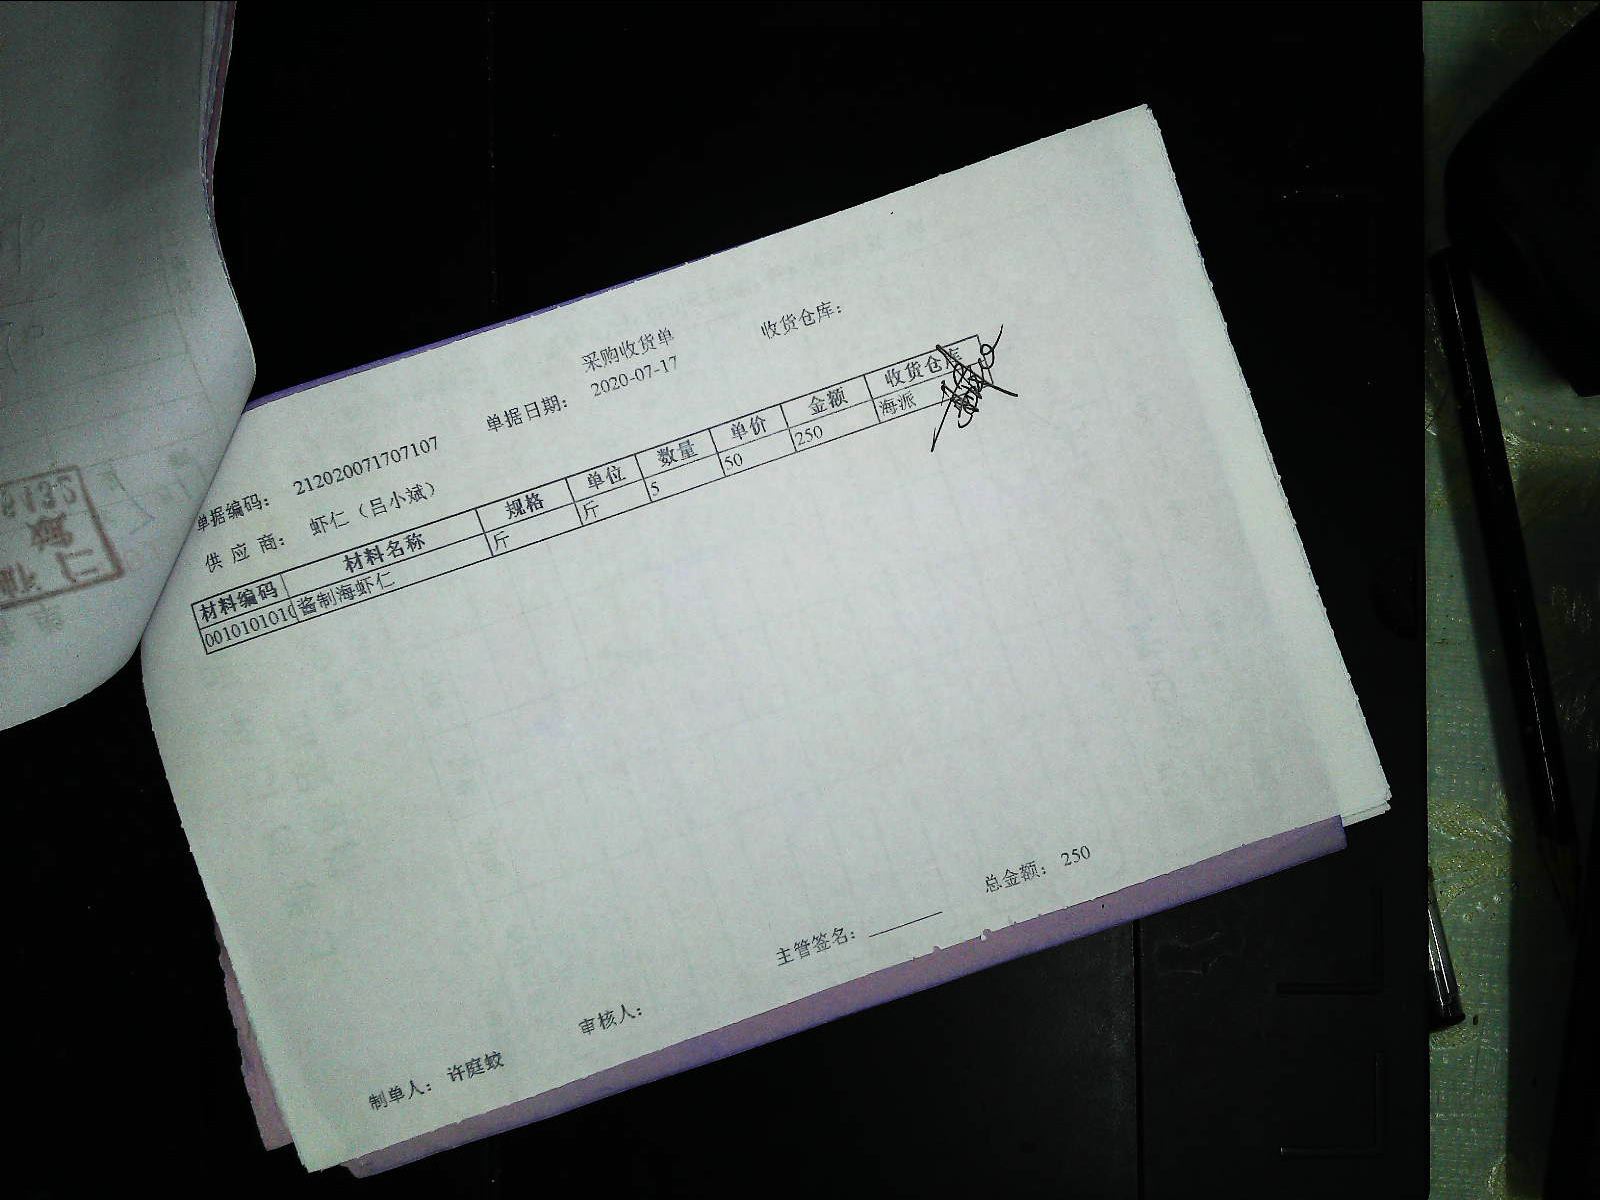 采购收货单
收货仓库：
单据编码： 212020071707107 单据日期： 2020-07-17
供 应 商： 虾仁（吕小斌）
材料编码 材料名称 规格 单位 数量 单价 金额 收货仓库
0010101010 酱制海虾仁 斤 斤 5 50 250 海派
总金额： 250
主管签名：
审核人：
制单人： 许庭蛟